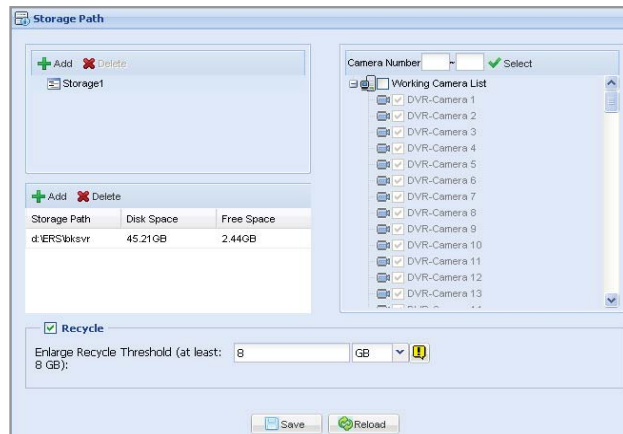 Storage Path
Add Delete
Storage1
Add Delete
Storage Path Disk Space Free Space
d:\ERS\bksvr 45.21GB 2.44GB
Camera Number ~ Select
Working Camera List
DVR-Camera 1
DVR-Camera 2
DVR-Camera 3
DVR-Camera 4
DVR-Camera 5
DVR-Camera 6
DVR-Camera 7
DVR-Camera 8
DVR-Camera 9
DVR-Camera 10
DVR-Camera 11
DVR-Camera 12
DVR-Camera 13
Recycle
Enlarge Recycle Threshold (at least: 8 GB
8 GB):
Save Reload